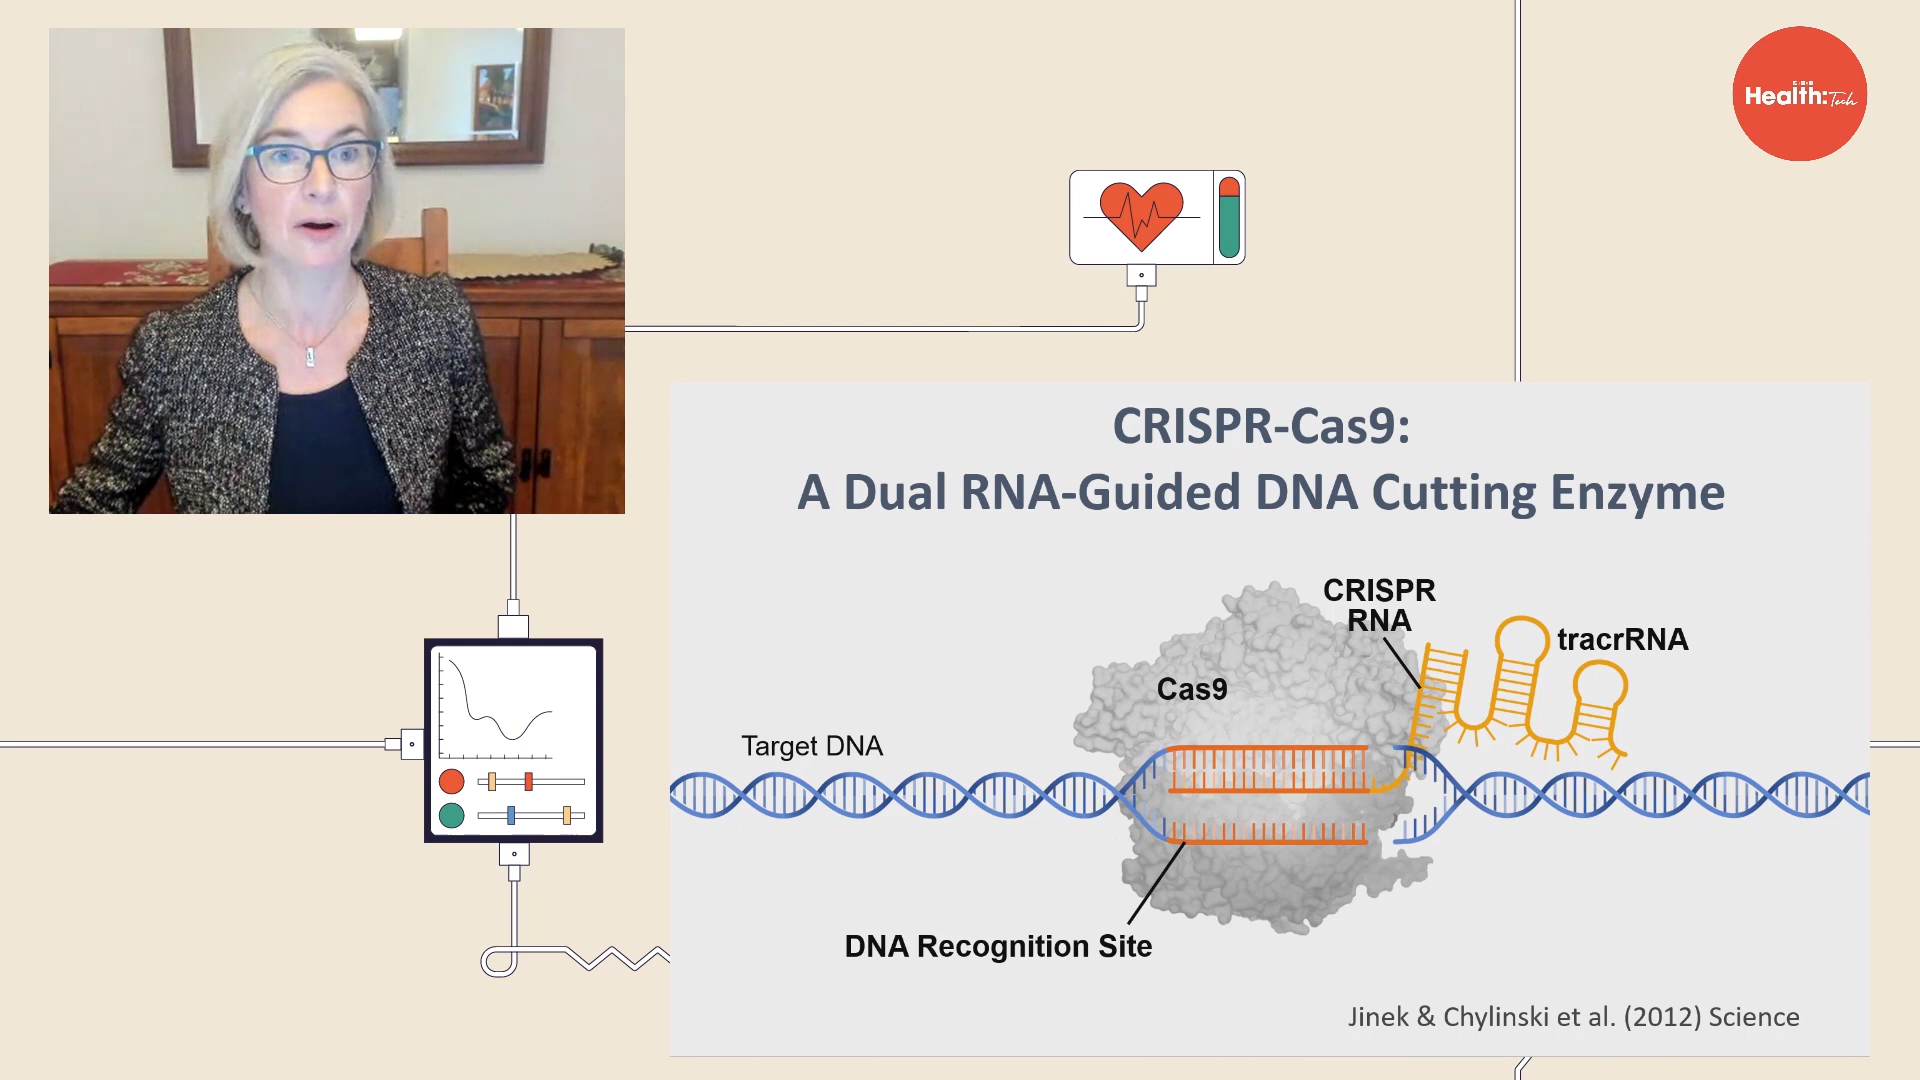 Health:Tech
CRISPR-Cas9:
A Dual RNA-Guided DNA Cutting Enzyme
CRISPR
RNA
tracrRNA
Cas9
Target DNA
DNA Recognition Site
Jinek & Chylinski et al. (2012) Science